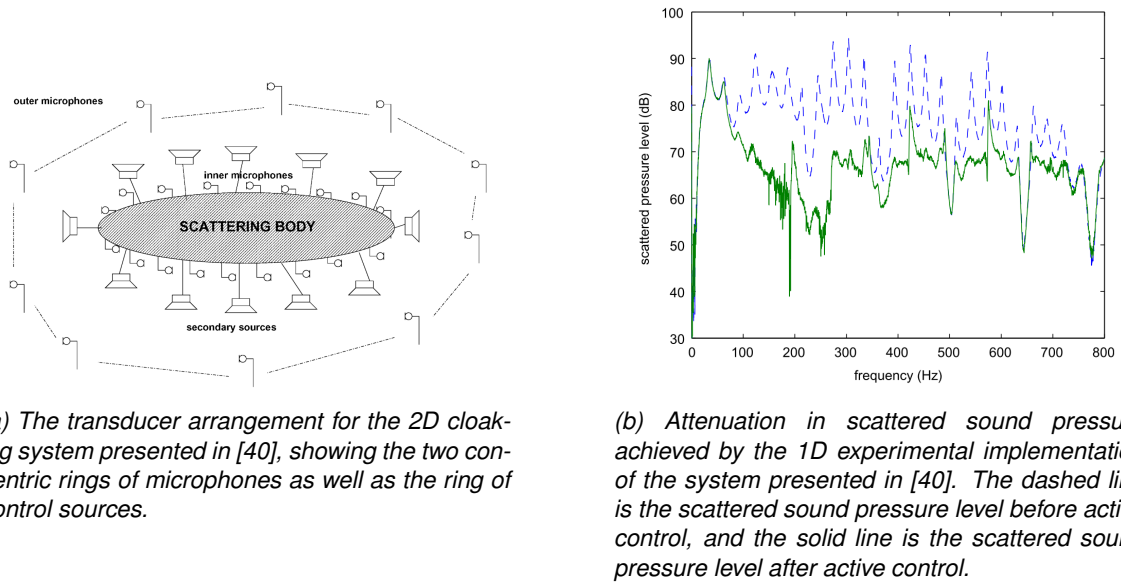 outer microphones
inner microphones
SCATTERING BODY
secondary sources
) The transducer arrangement for the 2D cloak-
g system presented in [40], showing the two con-
entric rings of microphones as well as the ring of
ontrol sources.
scattered pressure level (dB)
100
90
80
70
60
50
40
30
0 100 200 300 400 500 600 700 800
frequency (Hz)
(b) Attenuation in scattered sound pressu
achieved by the 1D experimental implementatio
of the system presented in [40]. The dashed lin
is the scattered sound pressure level before activ
control, and the solid line is the scattered soun
pressure level after active control.